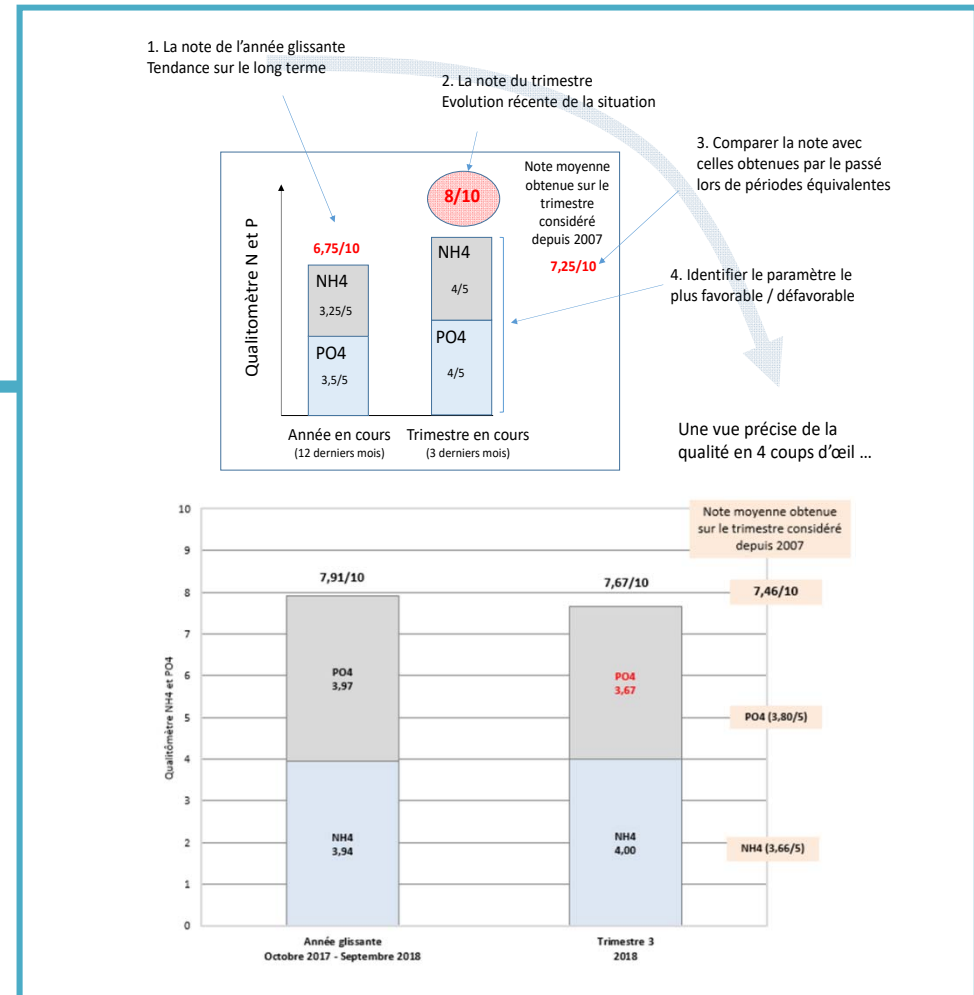 1. La note de l'année glissante
Tendance sur le long terme
2. La note du trimestre
Evolution récente de la situation
3. Comparer la note avec
celles obtenues par le passé
lors de périodes équivalentes
Note moyenne
obtenue sur le
trimestre
considéré
depuis 2007
7,25/10
8/10
6,75/10
Qualitomètre N et P
NH4
3,25/5
PO4
3,5/5
NH4
4/5
PO4
4/5
4. Identifier le paramètre le
plus favorable / défavorable
Année en cours
(12 derniers mois)
Trimestre en cours
(3 derniers mois)
Une vue précise de la
qualité en 4 coups d'œil ...
Note moyenne obtenue
sur le trimestre considéré
depuis 2007
7,46/10
PO4 (3,80/5)
NH4 (3,66/5)
Qualitômètre NH4 et PO4
10
9
8
7
6
5
4
3
2
1
0
7,91/10
PO4
3,97
NH4
3,94
7,67/10
PO4
3,67
NH4
4,00
Année glissante
Octobre 2017 - Septembre 2018
Trimestre 3
2018